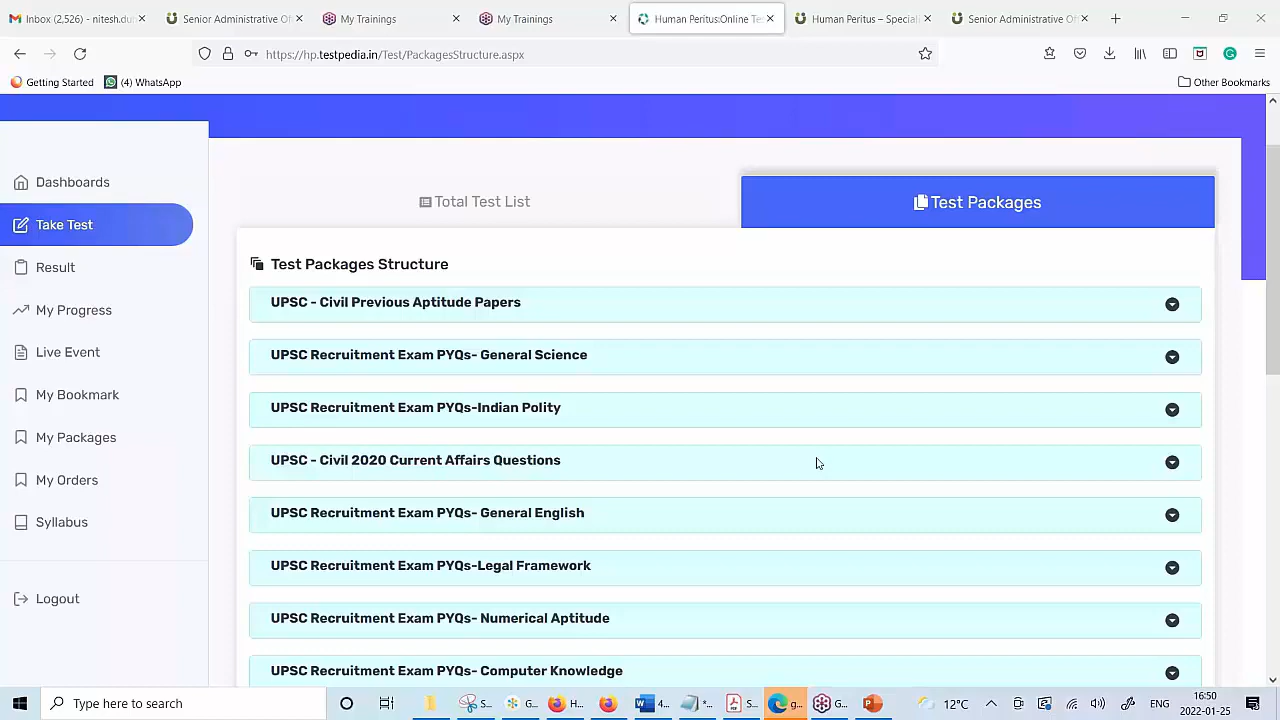 Inbox (2,526) - nitesh.du
Senior Administrative Of
My Trainings
My Trainings
Human Peritus:Online Te
Human Peritus – Speciali
Senior Administrative Of
https://hp.testpedia.in/Test/PackagesStructure.aspx
Getting Started
(4) WhatsApp
Other Bookmarks
Dashboards
Take Test
Result
My Progress
Live Event
My Bookmark
My Packages
My Orders
Syllabus
Logout
Total Test List
Test Packages
Test Packages Structure
UPSC - Civil Previous Aptitude Papers
UPSC Recruitment Exam PYQs- General Science
UPSC Recruitment Exam PYQs-Indian Polity
UPSC - Civil 2020 Current Affairs Questions
UPSC Recruitment Exam PYQs- General English
UPSC Recruitment Exam PYQs-Legal Framework
UPSC Recruitment Exam PYQs- Numerical Aptitude
UPSC Recruitment Exam PYQs- Computer Knowledge
Type here to search
S...
G...
H...
4...
*...
S...
g...
G...
12°C
ENG
16:50
2022-01-25